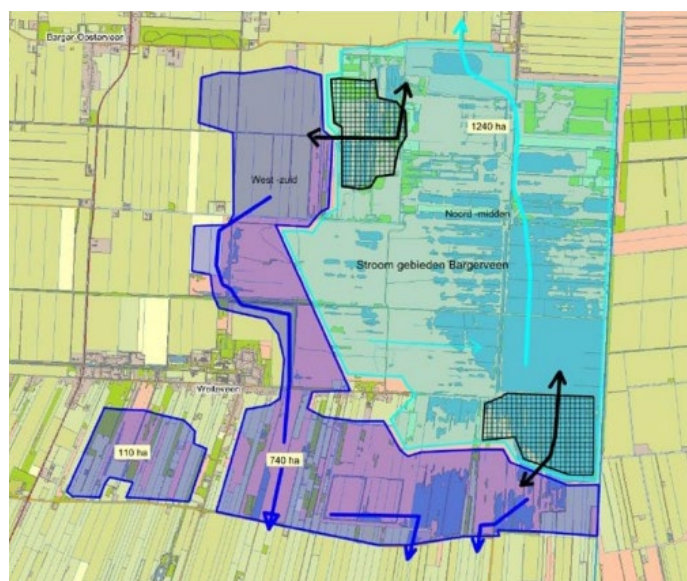 Barger Oosterveen
1240 ha
West -zuid
Noord -midden
Stroom gebieden Bargerveen
Weiteveen
110 ha
740 ha